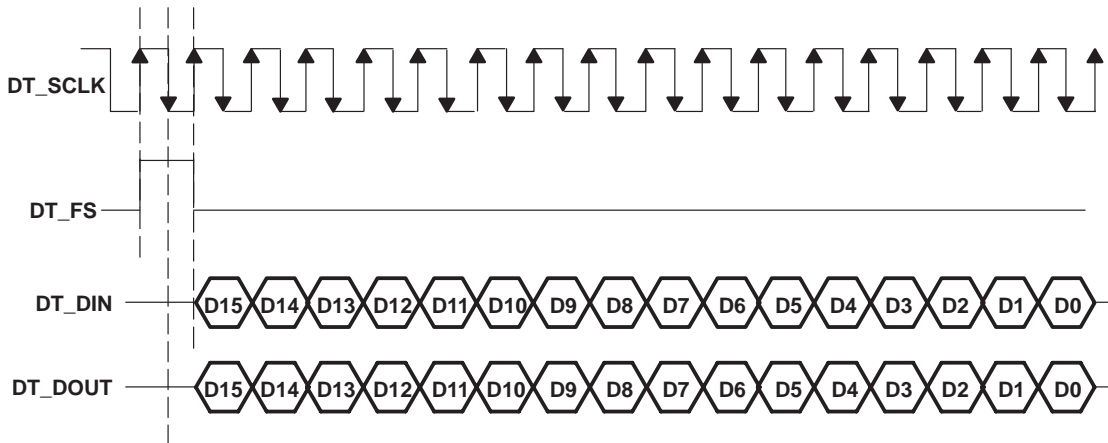 DT_SCLK
DT_FS
DT_DIN D15 D14 D13 D12 D11 D10 D9 D8 D7 D6 D5 D4 D3 D2 D1 D0
DT_DOUT D15 D14 D13 D12 D11 D10 D9 D8 D7 D6 D5 D4 D3 D2 D1 D0